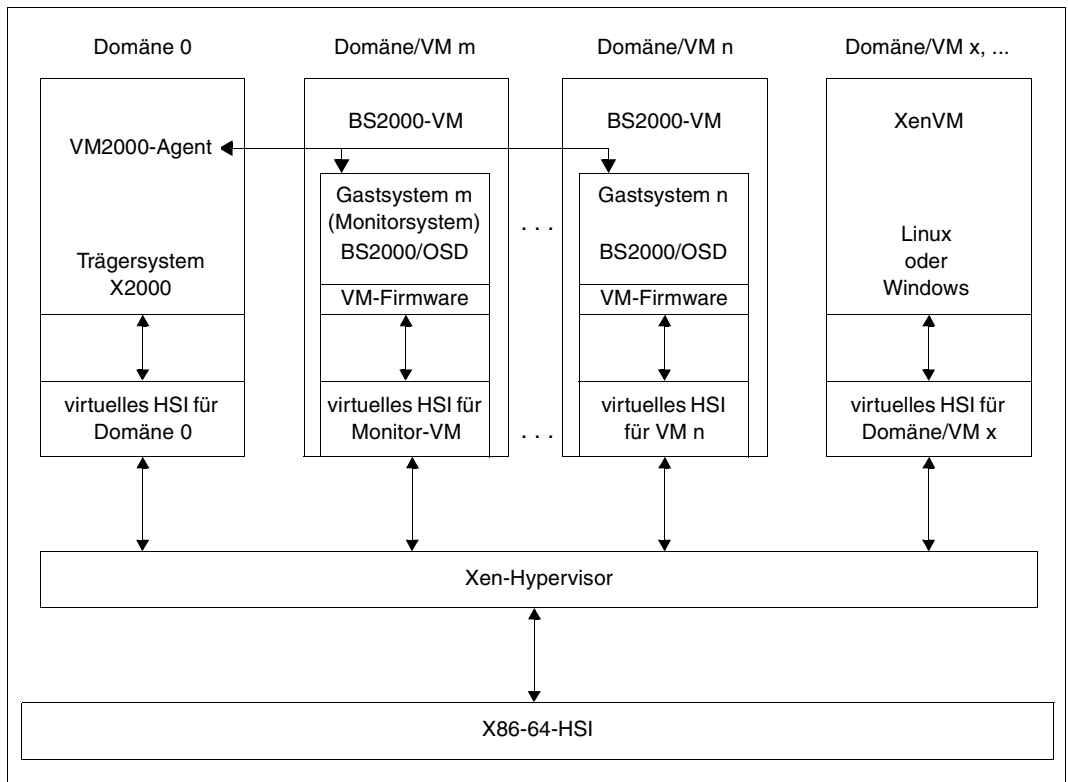 Domäne 0
Domäne/VM m
Domäne/VM n
Domäne/VM x, ...
BS2000-VM
BS2000-VM
XenVM
VM2000-Agent
Gastsystem m
(Monitorsystem)
BS2000/OSD
. . .
Gastsystem n
BS2000/OSD
Trägersystem
X2000
Linux
oder
Windows
VM-Firmware
VM-Firmware
virtuelles HSI für
Domäne 0
virtuelles HSI für
Monitor-VM
. . .
virtuelles HSI
für VM n
virtuelles HSI für
Domäne/VM x
Xen-Hypervisor
X86-64-HSI